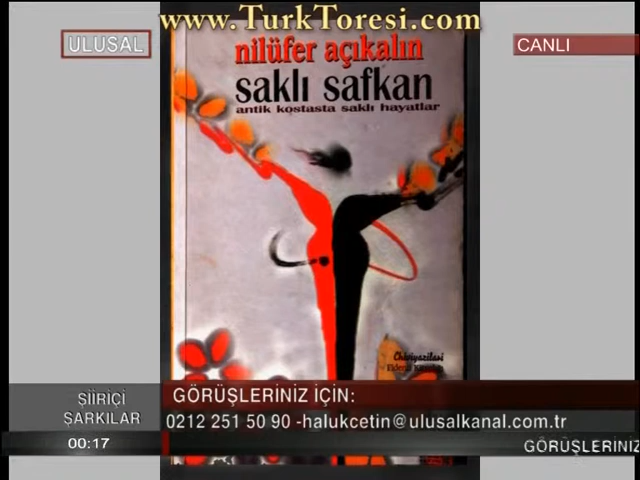 www.TurkToresi.com
ULUSAL
CANLI
nilüfer açıkalın
saklı safkan
antik kostasta saklı hayatlar
Chiviyazıları
ŞİİRİÇİ
ŞARKILAR
GÖRÜŞLERİNİZ İÇİN:
0212 251 50 90 -halukcetin@ulusalkanal.com.tr
00:17
GÖRÜŞLERİNİZ